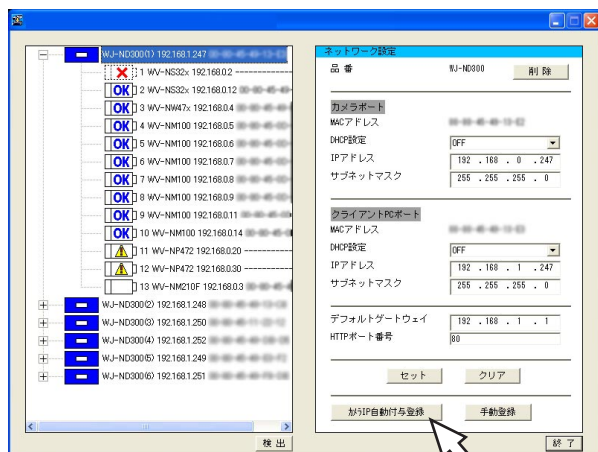 WJ-ND300(1) 192.168.1.247
1 WV-NS32x 192.168.0.2 -----------
2 WV-NS32x 192.168.0.12
3 WV-NW47x 192.168.0.4
4 WV-NM100 192.168.0.5
5 WV-NM100 192.168.0.6
6 WV-NM100 192.168.0.7
OK 7 WV-NM100 192.168.0.8
OK 8 WV-NM100 192.168.0.9
OK 9 WV-NM100 192.168.0.11
OK 10 WV-NM100 192.168.0.14
11 WV-NP472 192.168.0.20 -----------
12 WV-NP472 192.168.0.30 -----------
13 WV-NM210F 192.168.0.3
WJ-ND300(2) 192.168.1.248
WJ-ND300(3) 192.168.1.250
WJ-ND300(4) 192.168.1.252
WJ-ND300(5) 192.168.1.249
WJ-ND300(6) 192.168.1.251
検出
ネットワーク設定
品番 WJ-ND300 削除
カメラポート
MACアドレス
DHCP設定 OFF
IPアドレス 192 . 168 . 0 . 247
サブネットマスク 255 . 255 . 255 . 0
クライアントPCポート
MACアドレス
DHCP設定 OFF
IPアドレス 192 . 168 . 1 . 247
サブネットマスク 255 . 255 . 255 . 0
デフォルトゲートウェイ 192 . 168 . 1 . 1
HTTPポート番号 80
セット クリア
ｶﾒﾗIP自動付与登録 手動登録
終了